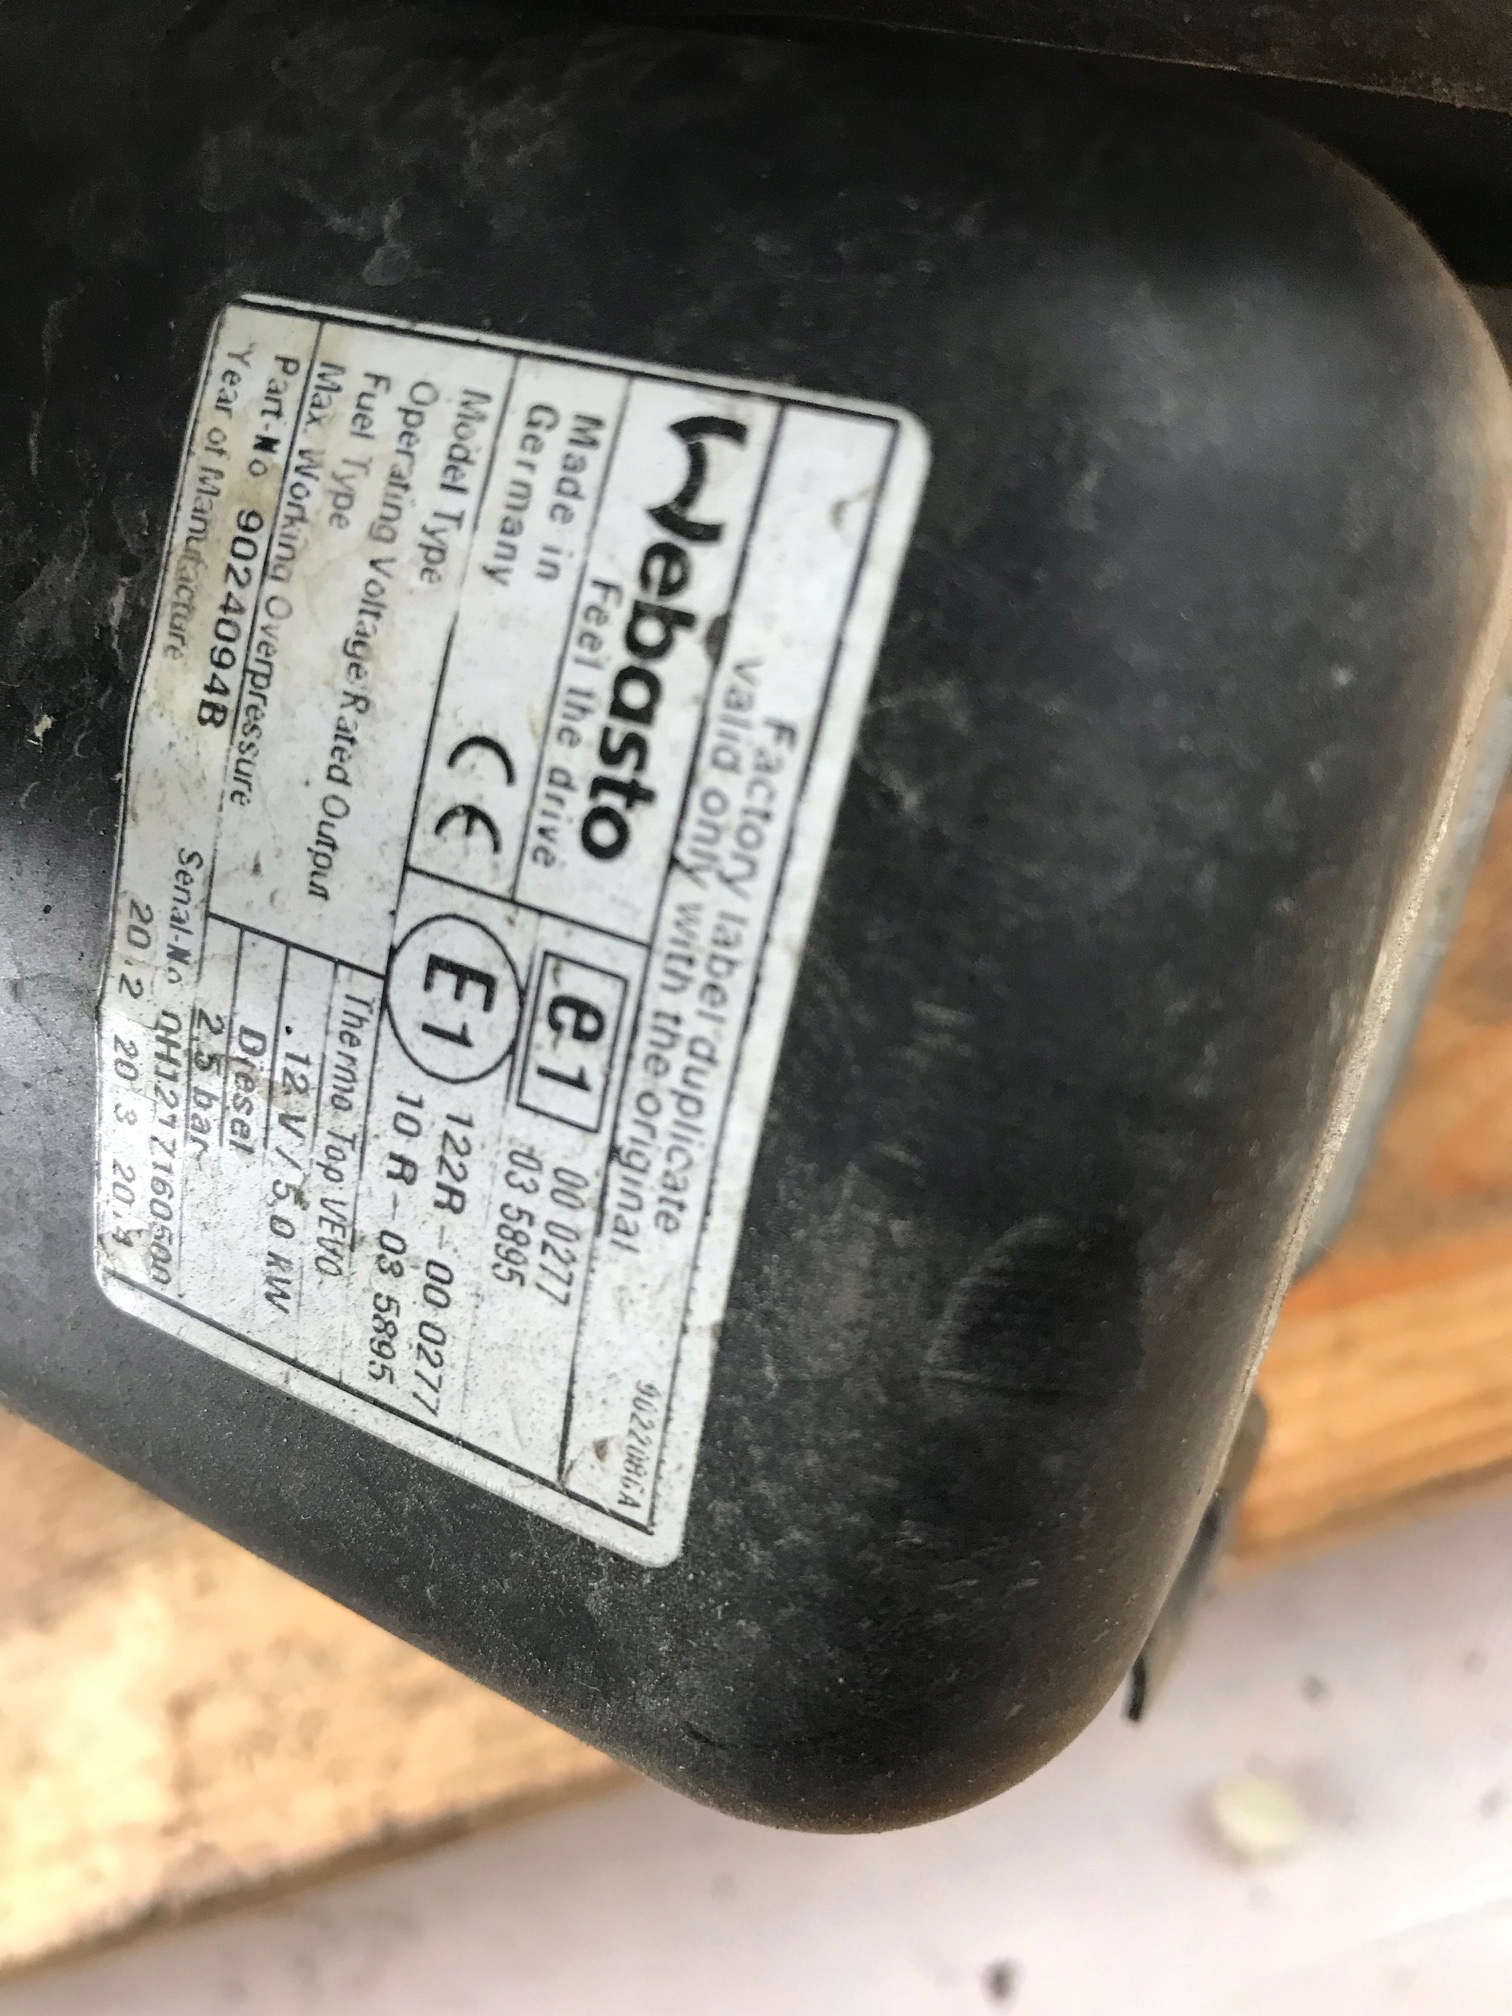 Factory label duplicate
valid only with the original
9022086A
Webasto
Feel the drive
e1
00 0277
03 5895
Made in
Germany
CE
E1
122R - 00 0277
10 R - 03 5895
Model Type
Thermo Top VEVO
Operating Voltage/Rated Output
12 V / 5.0 kW
Fuel Type
Diesel
Max. Working Overpressure
2.5 bar
Part-No 9024094B
Serial-No
Year of Manufacture
20.2 20 3 20.4